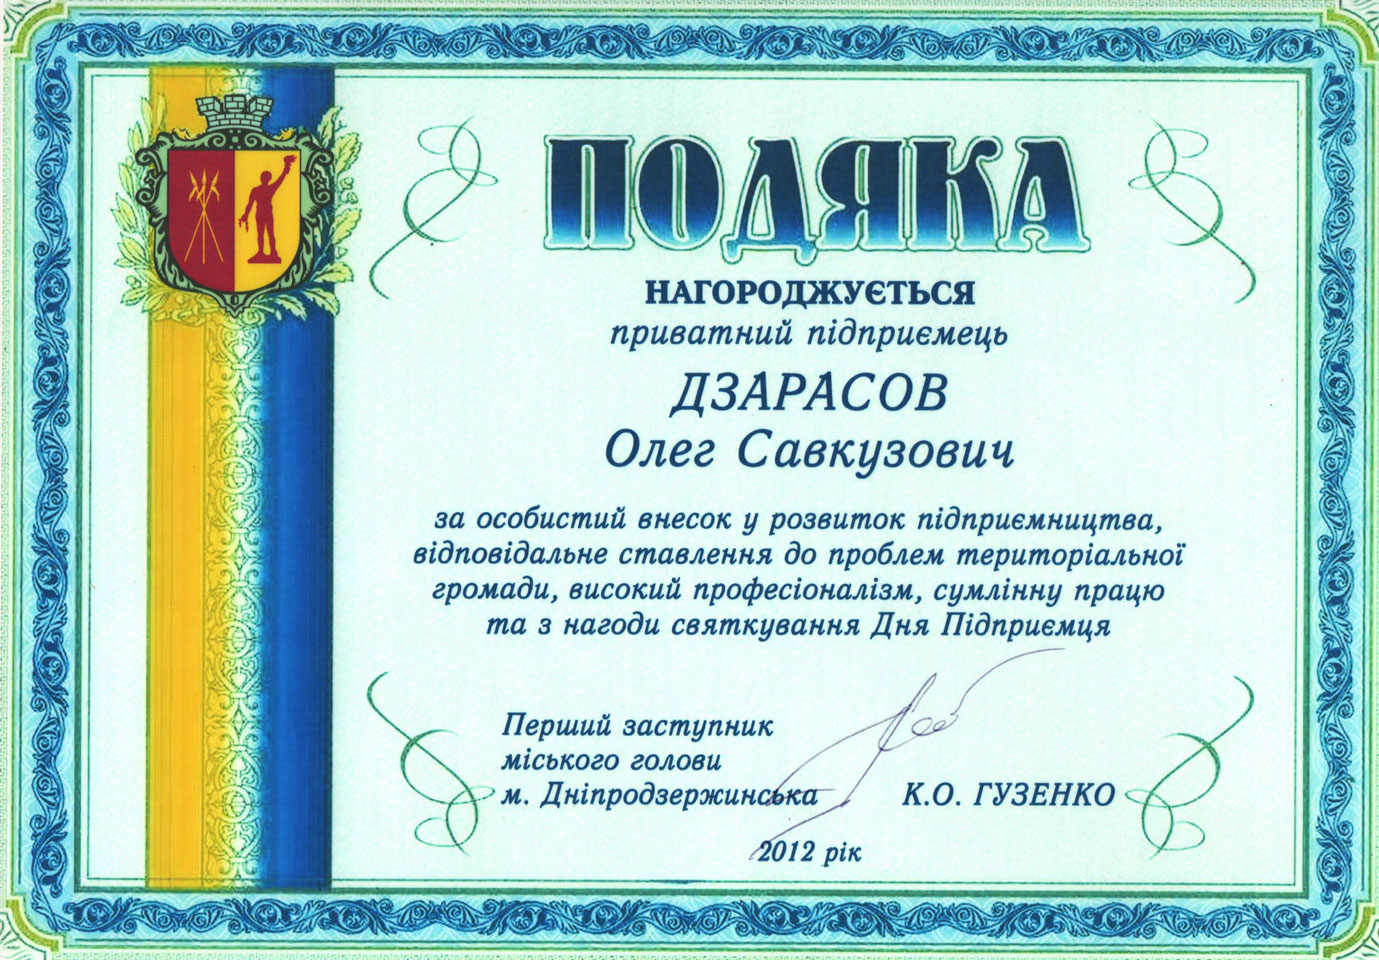 ПОДЯКА
НАГОРОДЖУЄТЬСЯ
приватний підприємець
ДЗАРАСОВ
Олег Савкузович
за особистий внесок у розвиток підприємництва,
відповідальне ставлення до проблем територіальної
громади, високий професіоналізм, сумлінну працю
та з нагоди святкування Дня Підприємця
Перший заступник
міського голови
м. Дніпродзержинська К.О. ГУЗЕНКО
2012 рік